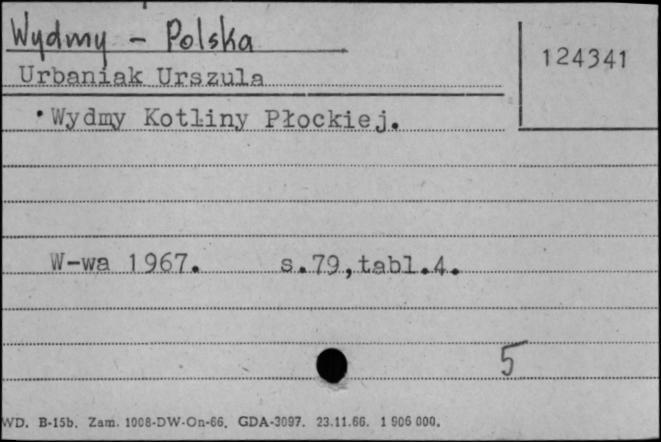 Wydmy - Polska
124341
Urbaniak Urszula
Wydmy Kotliny Płockiej.
W-wa 1967. s.79,tabl.4.
5
WD. B-15b. Zam. 1008-DW-On-66. GDA-3097. 23.11.66. 1 906 000.